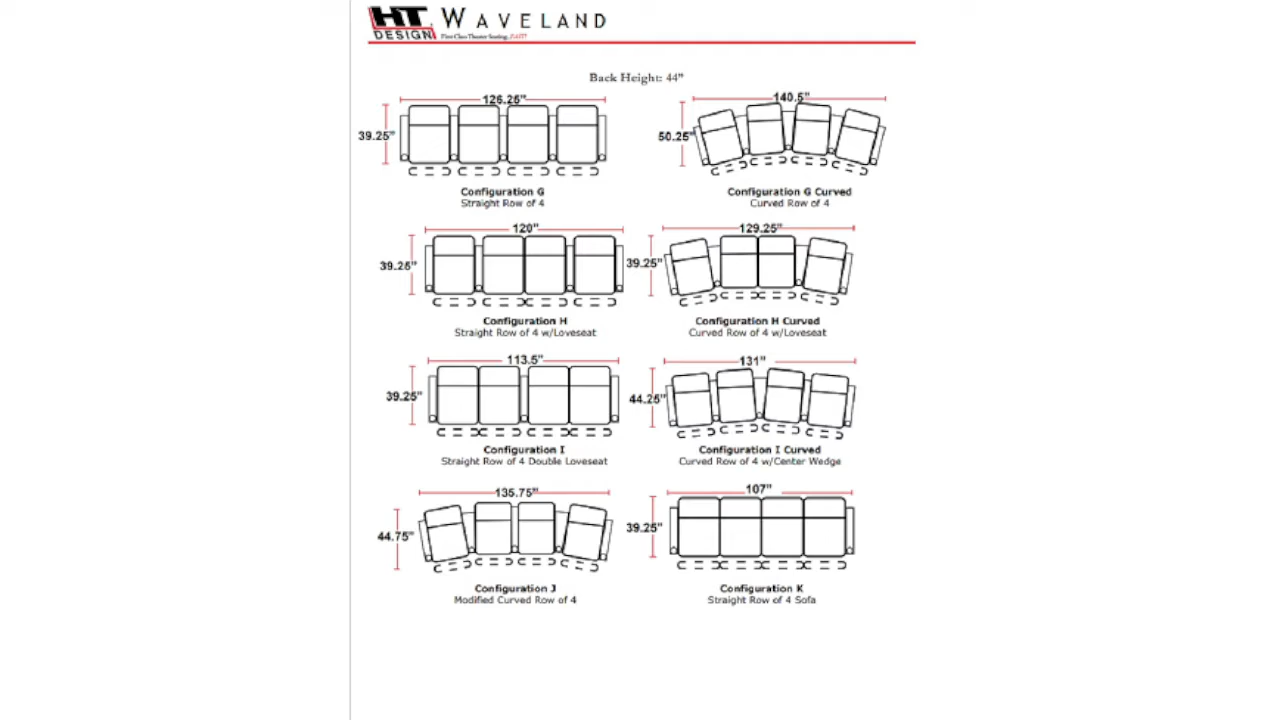 HT DESIGN
WAVELAND
First Class Theater Seating...FAST!
Back Height: 44"
126.25"
39.25"
Configuration G
Straight Row of 4
140.5"
50.25"
Configuration G Curved
Curved Row of 4
120"
39.25"
Configuration H
Straight Row of 4 w/Loveseat
129.25"
39.25"
Configuration H Curved
Curved Row of 4 w/Loveseat
113.5"
39.25"
Configuration I
Straight Row of 4 Double Loveseat
131"
44.25"
Configuration I Curved
Curved Row of 4 w/Center Wedge
135.75"
44.75"
Configuration J
Modified Curved Row of 4
107"
39.25"
Configuration K
Straight Row of 4 Sofa